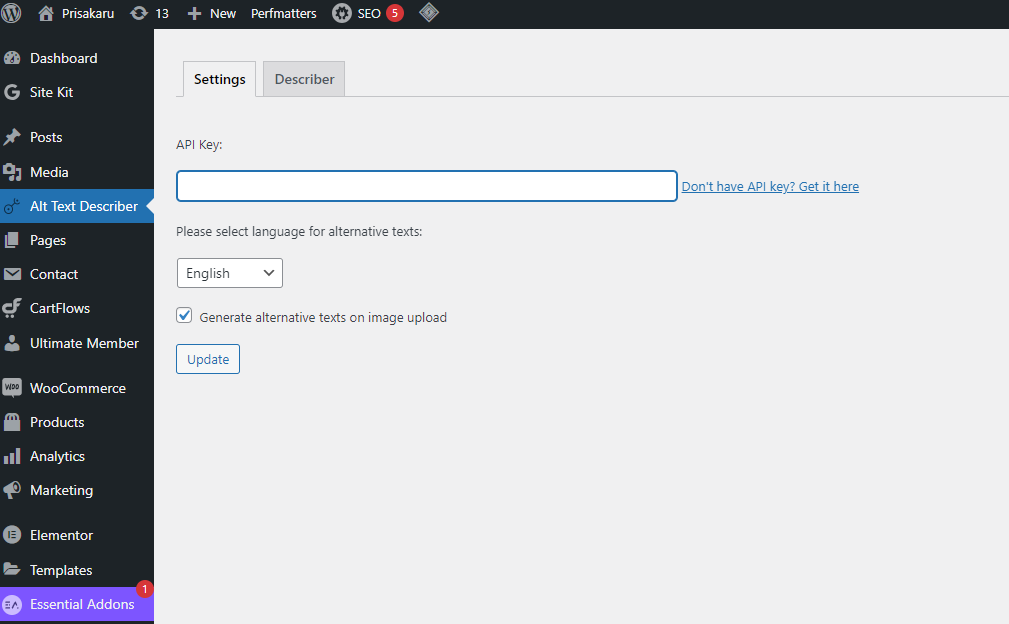 Prisakaru 13 New Perfmatters SEO 5
Dashboard
Site Kit
Posts
Media
Alt Text Describer
Pages
Contact
CartFlows
Ultimate Member
WooCommerce
Products
Analytics
Marketing
Elementor
Templates
Essential Addons 1
Settings Describer
API Key:
Don't have API key? Get it here
Please select language for alternative texts:
English
Generate alternative texts on image upload
Update